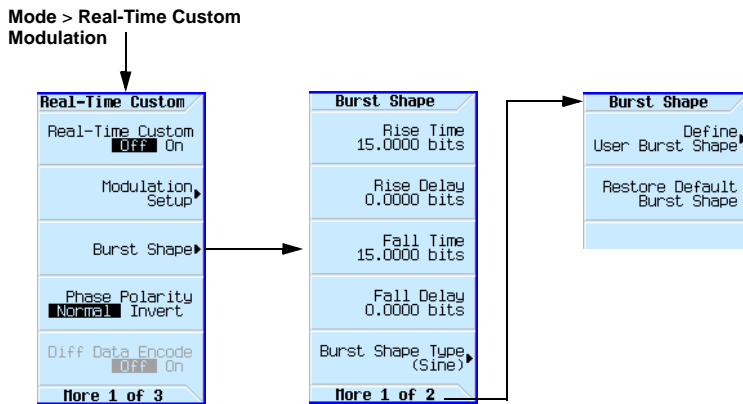 Mode > Real-Time Custom
Modulation
Real-Time Custom
Real-Time Custom
Off On
Modulation
Setup
Burst Shape
Phase Polarity
Normal Invert
Diff Data Encode
Off On
More 1 of 3
Burst Shape
Rise Time
15.0000 bits
Rise Delay
0.0000 bits
Fall Time
15.0000 bits
Fall Delay
0.0000 bits
Burst Shape Type
(Sine)
More 1 of 2
Burst Shape
Define
User Burst Shape
Restore Default
Burst Shape